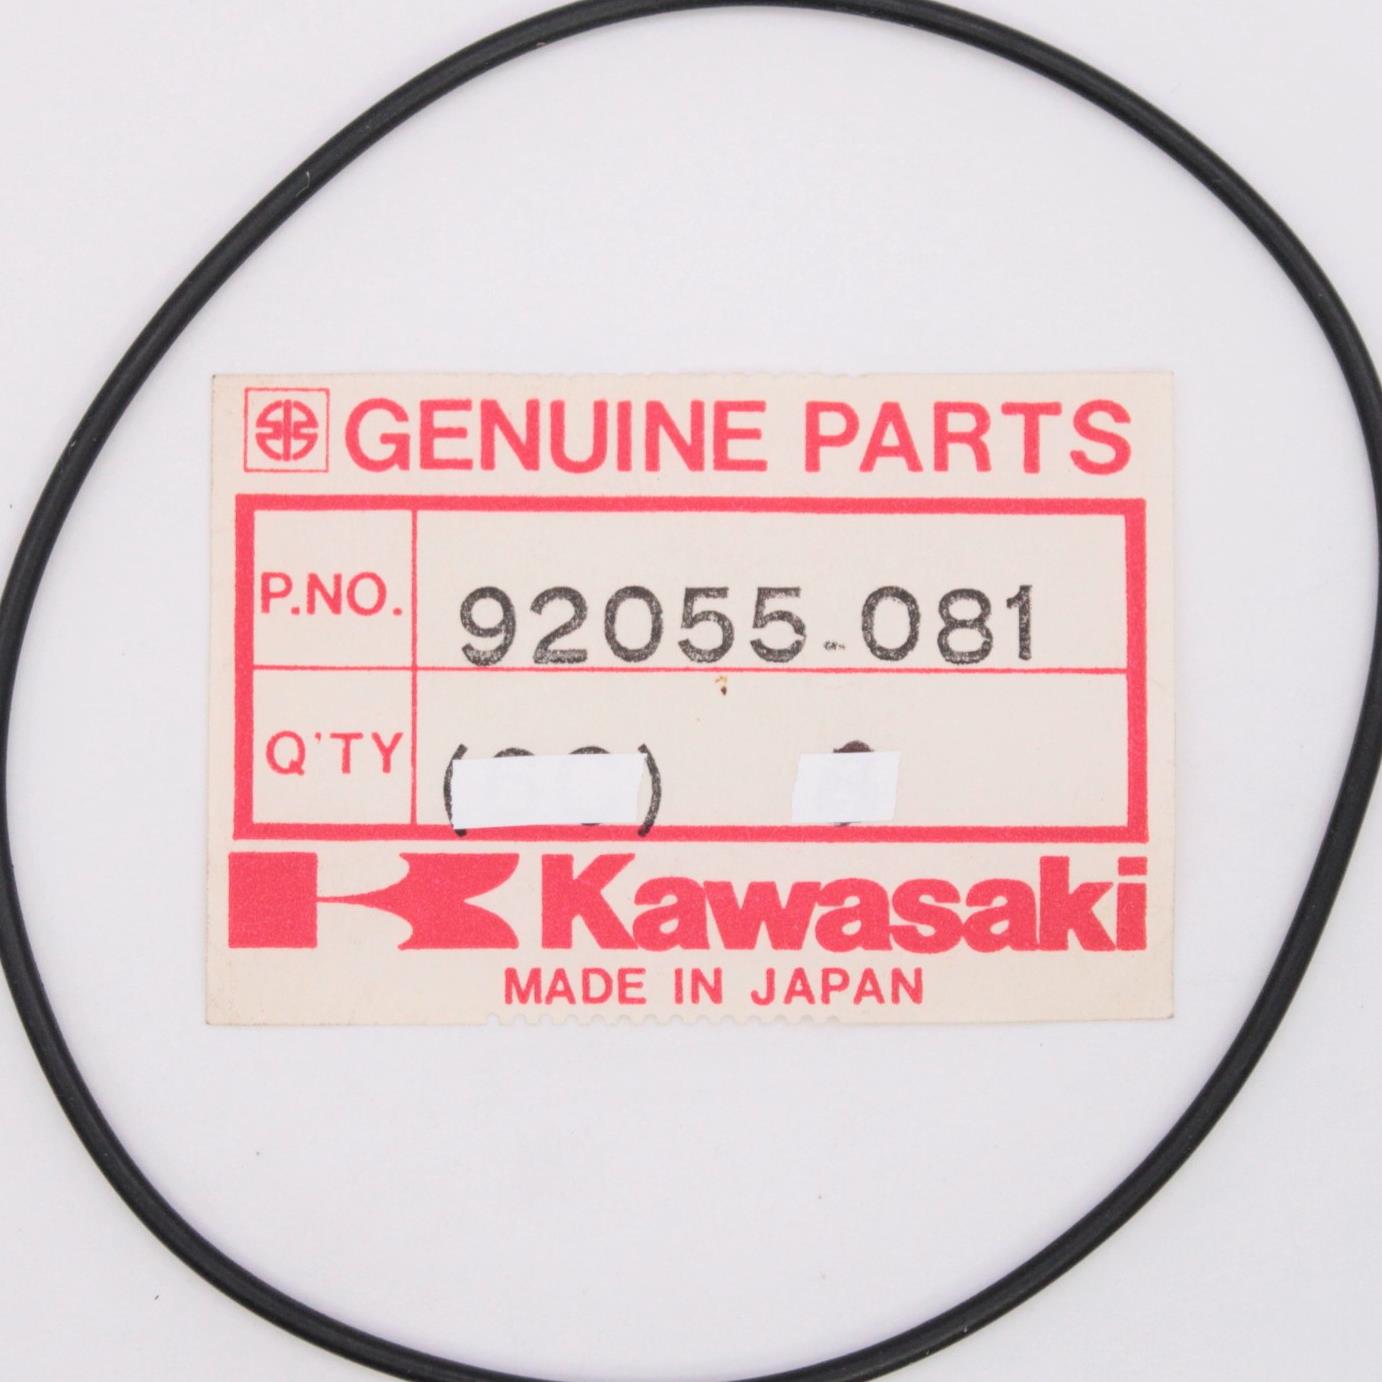 GENUINE PARTS
P.NO. 92055-081
Q'TY
Kawasaki
MADE IN JAPAN